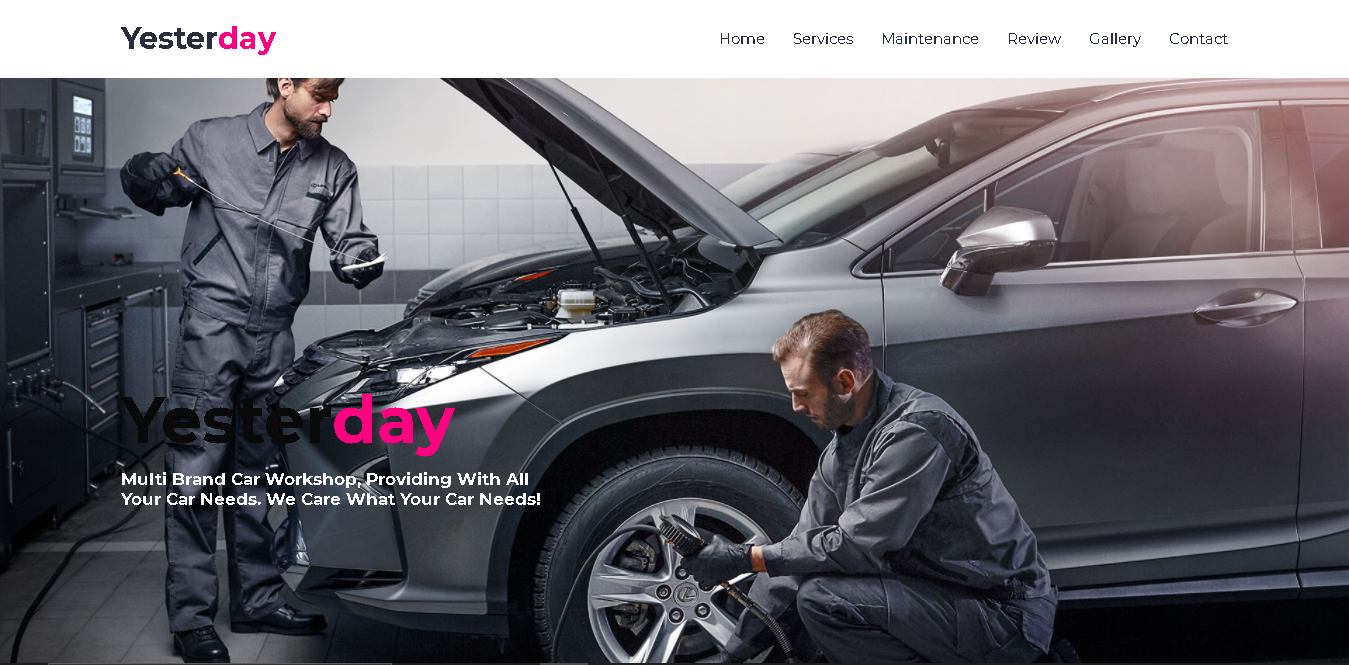 Yesterday
Home Services Maintenance Review Gallery Contact
Yesterday
Multi Brand Car Workshop, Providing With All
Your Car Needs. We Care What Your Car Needs!